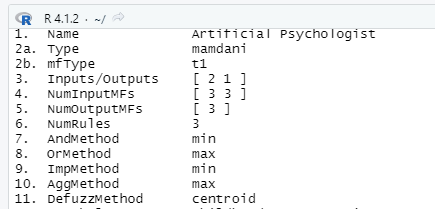 R 4.1.2 · ~/
1. Name Artificial Psychologist
2a. Type mamdani
2b. mfType t1
3. Inputs/Outputs [ 2 1 ]
4. NumInputMFs [ 3 3 ]
5. NumOutputMFs [ 3 ]
6. NumRules 3
7. AndMethod min
8. OrMethod max
9. ImpMethod min
10. AggMethod max
11. DefuzzMethod centroid